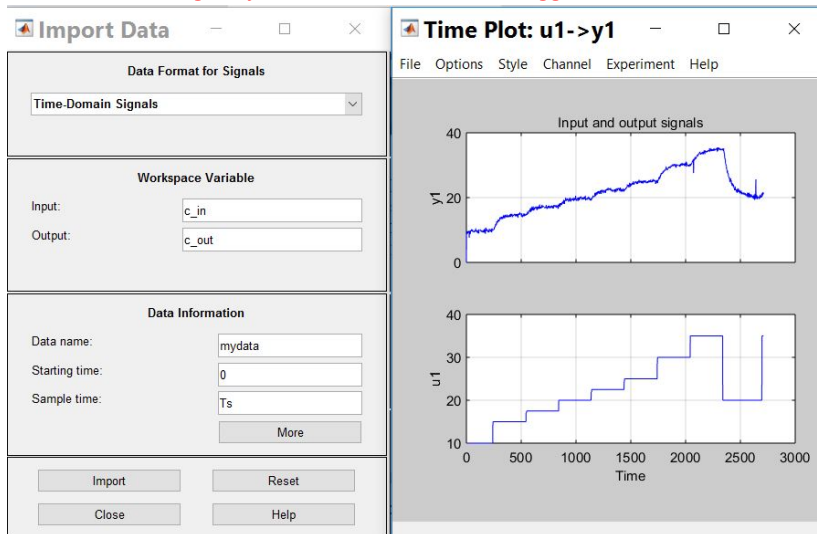 Import Data
Data Format for Signals
Time-Domain Signals
Workspace Variable
Input:
c_in
Output:
c_out
Data Information
Data name:
mydata
Starting time:
0
Sample time:
Ts
More
Import
Reset
Close
Help
Time Plot: u1->y1
File Options Style Channel Experiment Help
Input and output signals
40
20
0
y1
40
30
20
10
u1
0 500 1000 1500 2000 2500 3000
Time